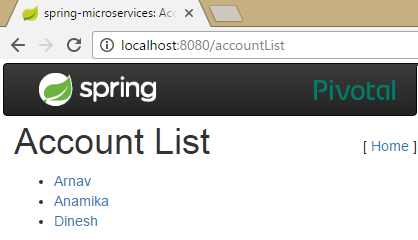 spring-microservices: Acc
localhost:8080/accountList
spring
Pivotal
Account List
[ Home ]
Arnav
Anamika
Dinesh